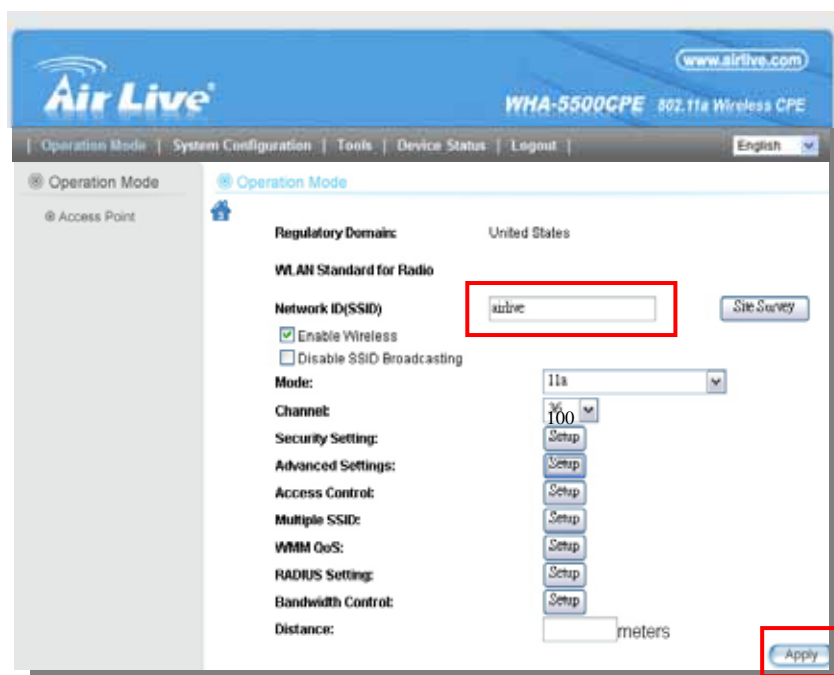 www.airlive.com
Air Live
WHA-5500CPE 802.11a Wireless CPE
| Operation Mode | System Configuration | Tools | Device Status | Logout | English
Operation Mode
Operation Mode
Access Point
Regulatory Domain: United States
WLAN Standard for Radio
Network ID(SSID) airlive Site Survey
Enable Wireless
Disable SSID Broadcasting
Mode: 11a
Channel: 36
100
Security Setting: Setup
Advanced Settings: Setup
Access Control: Setup
Multiple SSID: Setup
WMM QoS: Setup
RADIUS Setting: Setup
Bandwidth Control: Setup
Distance: meters
Apply